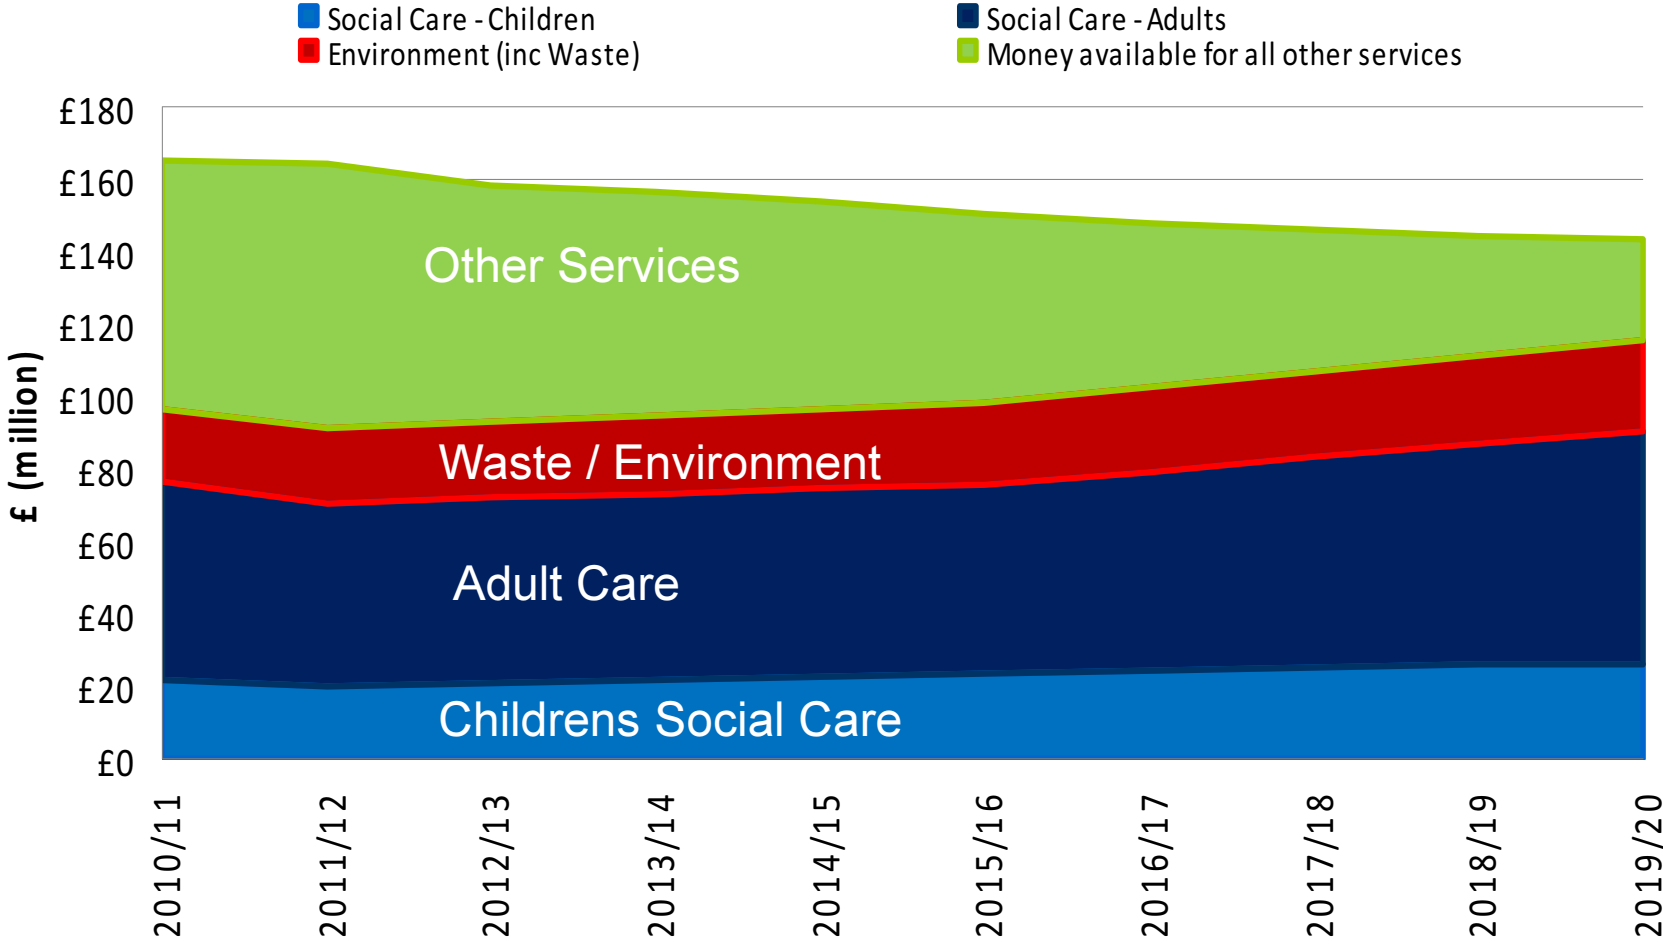 Social Care - Children
Social Care - Adults
Environment (inc Waste)
Money available for all other services
£180
£160
£140
£120
£100
£80
£60
£40
£20
£0
£ (million)
Other Services
Waste / Environment
Adult Care
Childrens Social Care
2010/11
2011/12
2012/13
2013/14
2014/15
2015/16
2016/17
2017/18
2018/19
2019/20